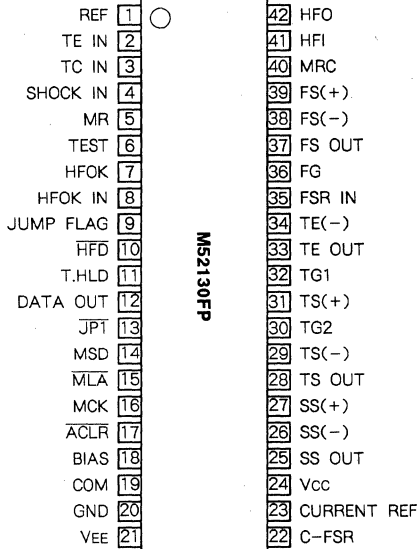 REF 1 42 HFO
TE IN 2 41 HFI
TC IN 3 40 MRC
SHOCK IN 4 39 FS(+)
MR 5 38 FS(-)
TEST 6 37 FS OUT
HFOK 7 36 FG
HFOK IN 8 35 FSR IN
JUMP FLAG 9 34 TE(-)
HFD 10 33 TE OUT
T.HLD 11 32 TG1
DATA OUT 12 31 TS(+)
JP1 13 30 TG2
MSD 14 29 TS(-)
MLA 15 28 TS OUT
MCK 16 27 SS(+)
ACLR 17 26 SS(-)
BIAS 18 25 SS OUT
COM 19 24 Vcc
GND 20 23 CURRENT REF
VEE 21 22 C-FSR
M52130FP